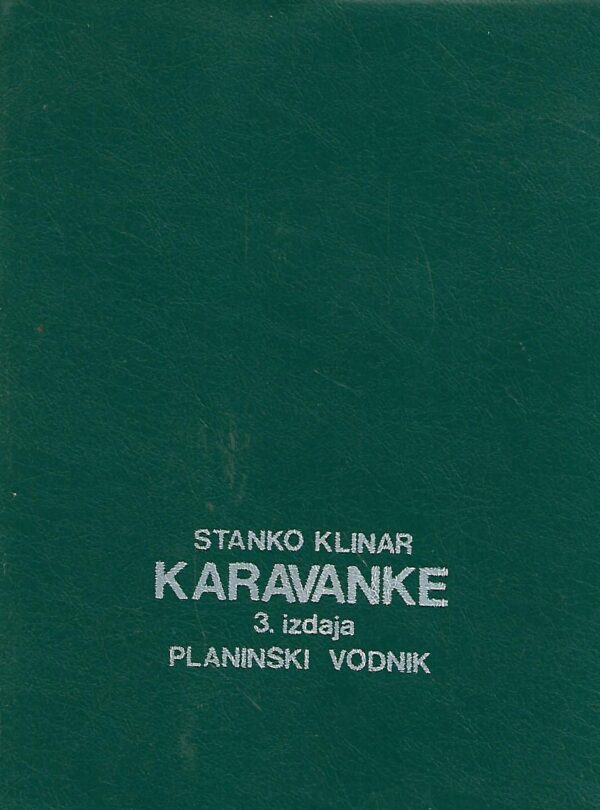 STANKO KLINAR
KARAVANKE
3. izdaja
PLANINSKI VODNIK